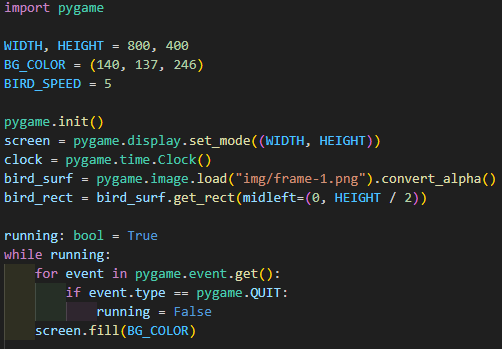 import pygame

WIDTH, HEIGHT = 800, 400
BG_COLOR = (140, 137, 246)
BIRD_SPEED = 5

pygame.init()
screen = pygame.display.set_mode((WIDTH, HEIGHT))
clock = pygame.time.Clock()
bird_surf = pygame.image.load("img/frame-1.png").convert_alpha()
bird_rect = bird_surf.get_rect(midleft=(0, HEIGHT / 2))

running: bool = True
while running:
    for event in pygame.event.get():
        if event.type == pygame.QUIT:
            running = False
    screen.fill(BG_COLOR)